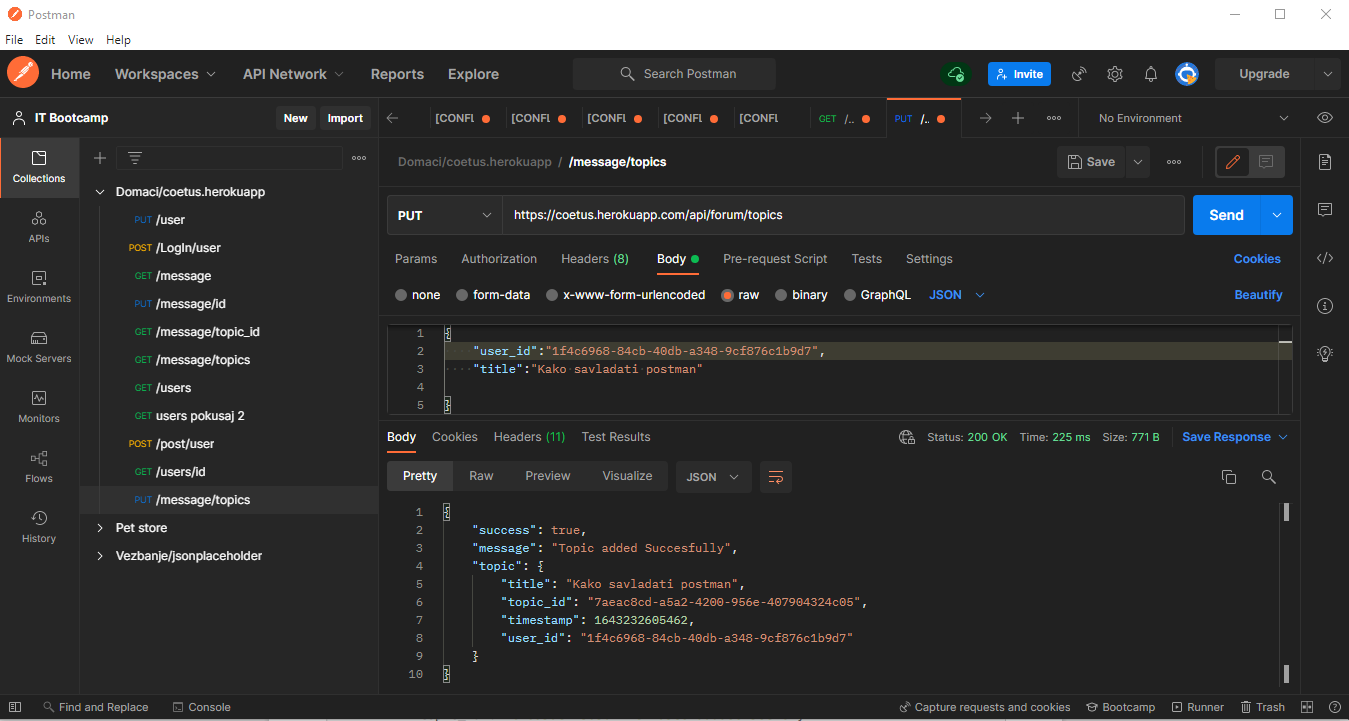 Postman
File Edit View Help
Home Workspaces API Network Reports Explore Search Postman Invite Upgrade
IT Bootcamp New Import [CONFL [CONFL [CONFL [CONFL [CONFL GET /.. PUT /.. No Environment
Collections
APIs
Environments
Mock Servers
Monitors
Flows
History
Domaci/coetus.herokuapp
PUT /user
POST /LogIn/user
GET /message
PUT /message/id
GET /message/topic_id
GET /message/topics
GET /users
GET users pokusaj 2
POST /post/user
GET /users/id
PUT /message/topics
Pet store
Vezbanje/jsonplaceholder
Domaci/coetus.herokuapp / /message/topics Save
PUT https://coetus.herokuapp.com/api/forum/topics Send
Params Authorization Headers (8) Body Pre-request Script Tests Settings Cookies
none form-data x-www-form-urlencoded raw binary GraphQL JSON Beautify
1 {
2 "user_id":"1f4c6968-84cb-40db-a348-9cf876c1b9d7",
3 "title":"Kako savladati postman"
4
5 }
Body Cookies Headers (11) Test Results Status: 200 OK Time: 225 ms Size: 771 B Save Response
Pretty Raw Preview Visualize JSON
1 {
2 "success": true,
3 "message": "Topic added Succesfully",
4 "topic": {
5 "title": "Kako savladati postman",
6 "topic_id": "7aeac8cd-a5a2-4200-956e-407904324c05",
7 "timestamp": 1643232605462,
8 "user_id": "1f4c6968-84cb-40db-a348-9cf876c1b9d7"
9 }
10 }
Find and Replace Console Capture requests and cookies Bootcamp Runner Trash